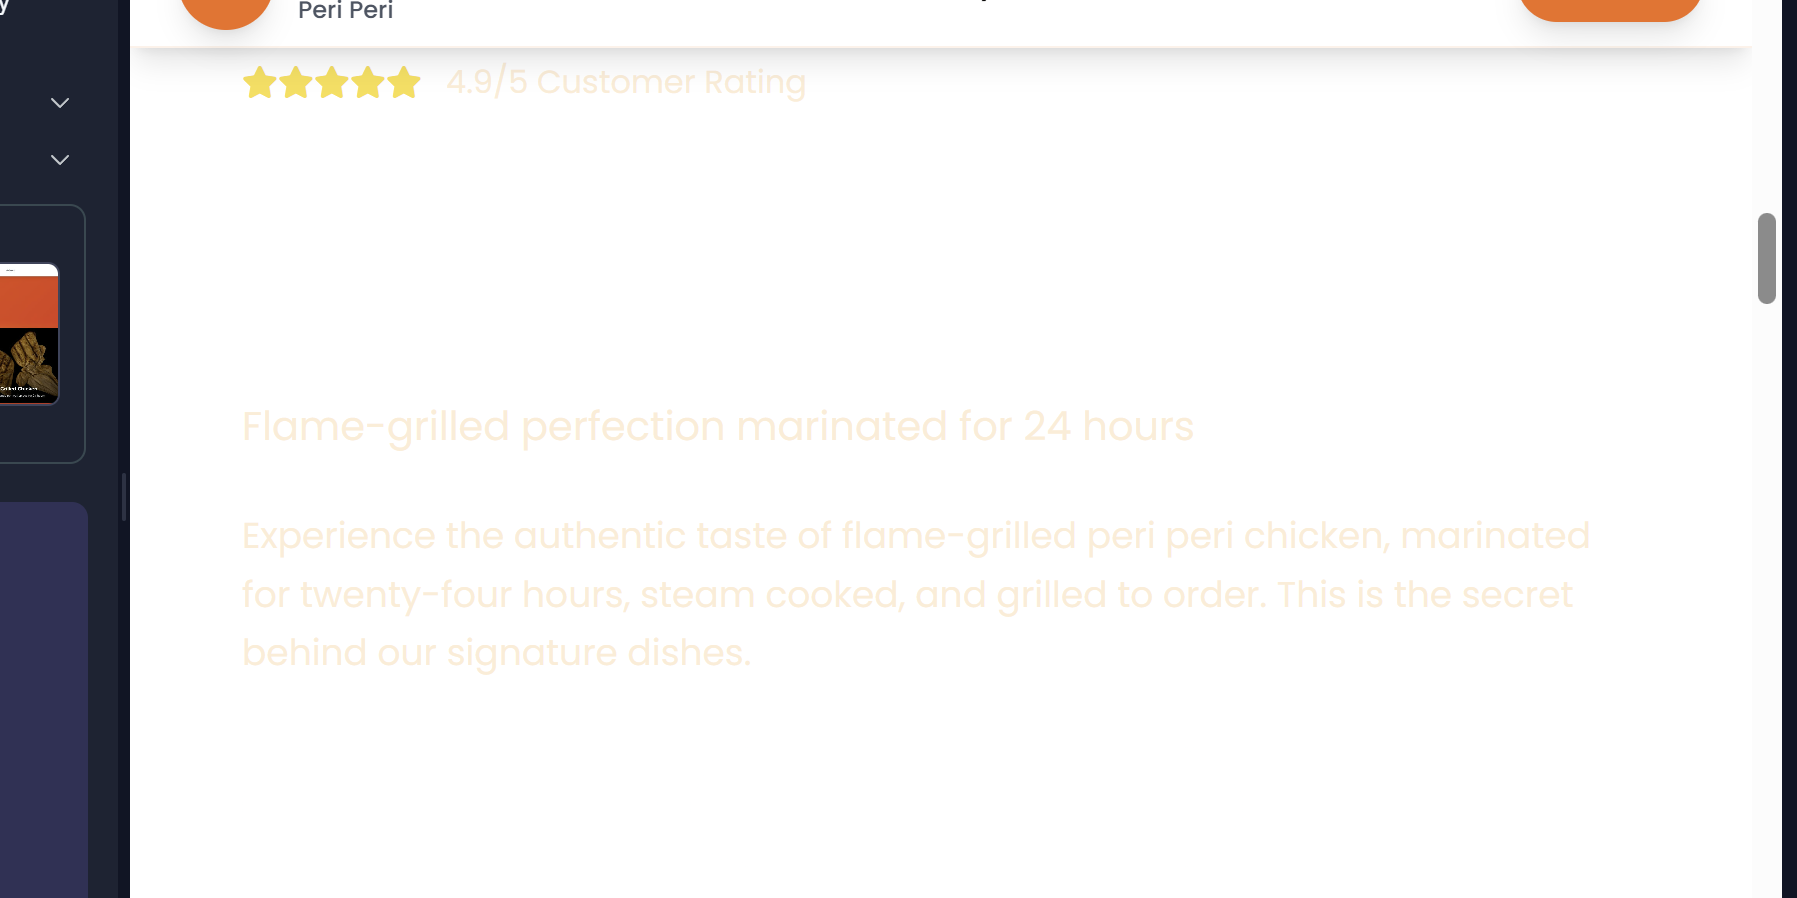 Peri Peri
4.9/5 Customer Rating
Flame-grilled perfection marinated for 24 hours
Experience the authentic taste of flame-grilled peri peri chicken, marinated
for twenty-four hours, steam cooked, and grilled to order. This is the secret
behind our signature dishes.